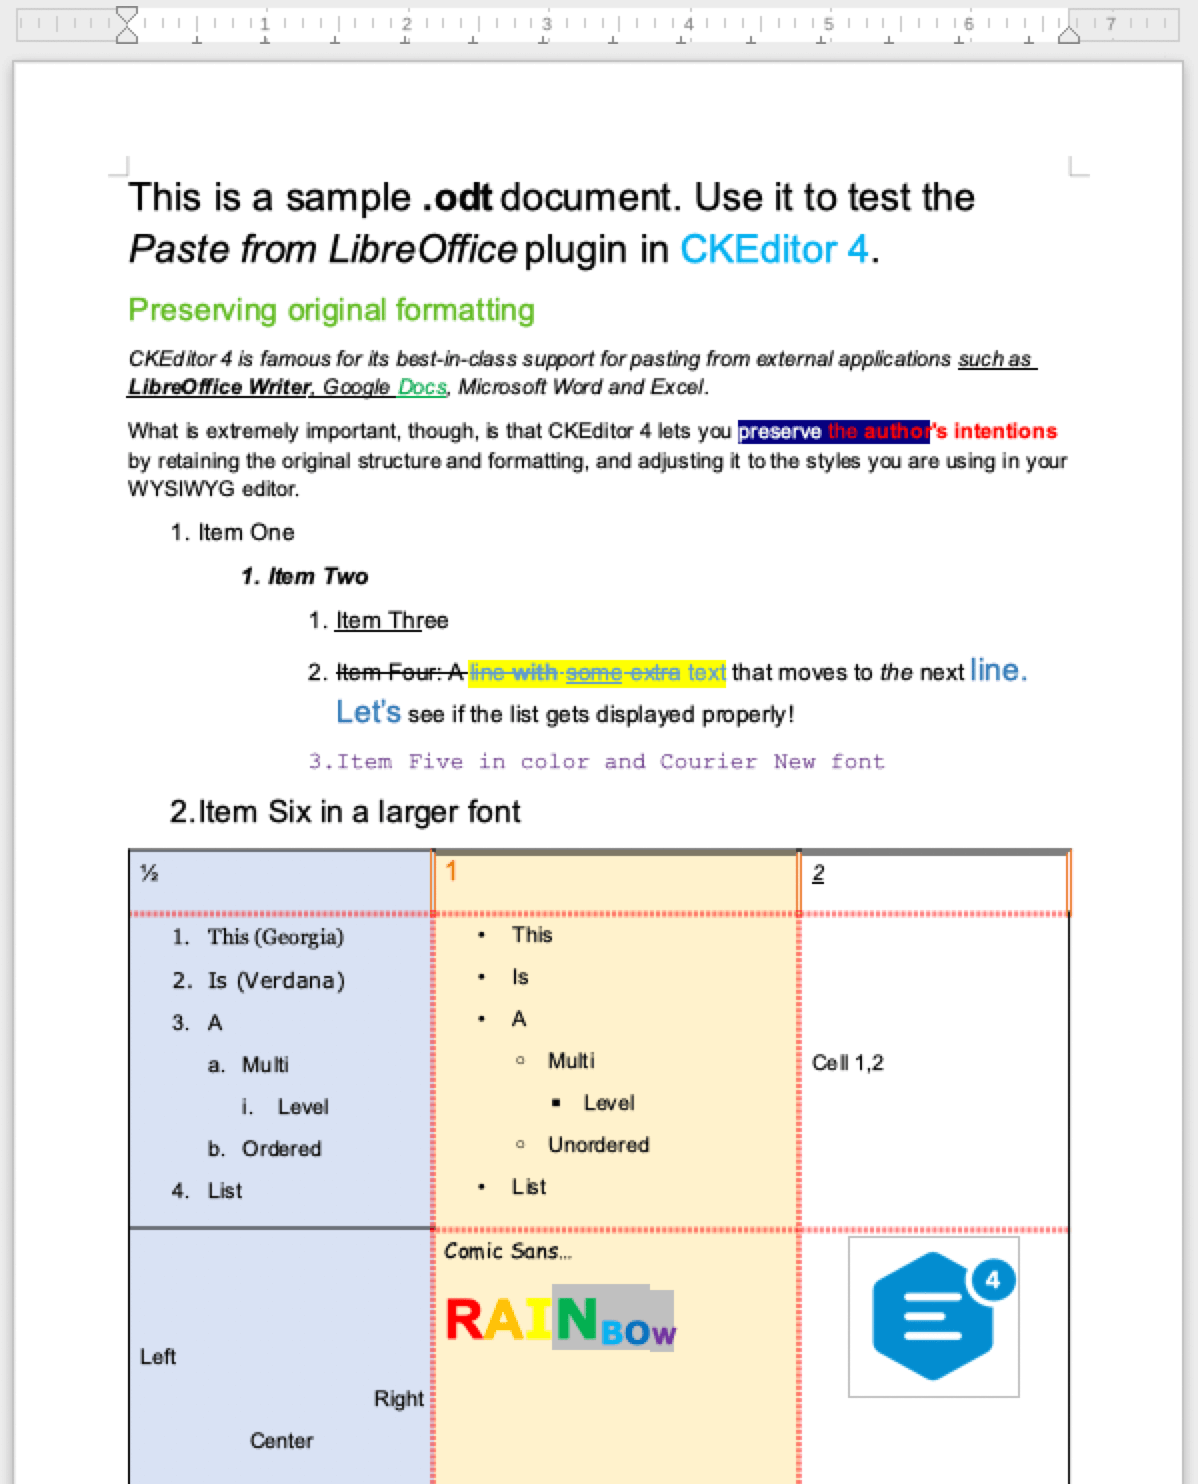 1 2 3 4 5 6 7
This is a sample .odt document. Use it to test the
Paste from LibreOffice plugin in CKEditor 4.
Preserving original formatting
CKEditor 4 is famous for its best-in-class support for pasting from external applications such as
LibreOffice Writer, Google Docs, Microsoft Word and Excel.
What is extremely important, though, is that CKEditor 4 lets you preserve the author's intentions
by retaining the original structure and formatting, and adjusting it to the styles you are using in your
WYSIWYG editor.
1. Item One
1. Item Two
1. Item Three
2. Item Four: A line with some extra text that moves to the next line.
Let's see if the list gets displayed properly!
3.Item Five in color and Courier New font
2.Item Six in a larger font
½
1
2
1. This (Georgia)
2. Is (Verdana)
3. A
a. Multi
i. Level
b. Ordered
4. List
• This
• Is
• A
○ Multi
▪ Level
○ Unordered
• List
Cell 1,2
Left
Right
Center
Comic Sans...
RAINBOW
4